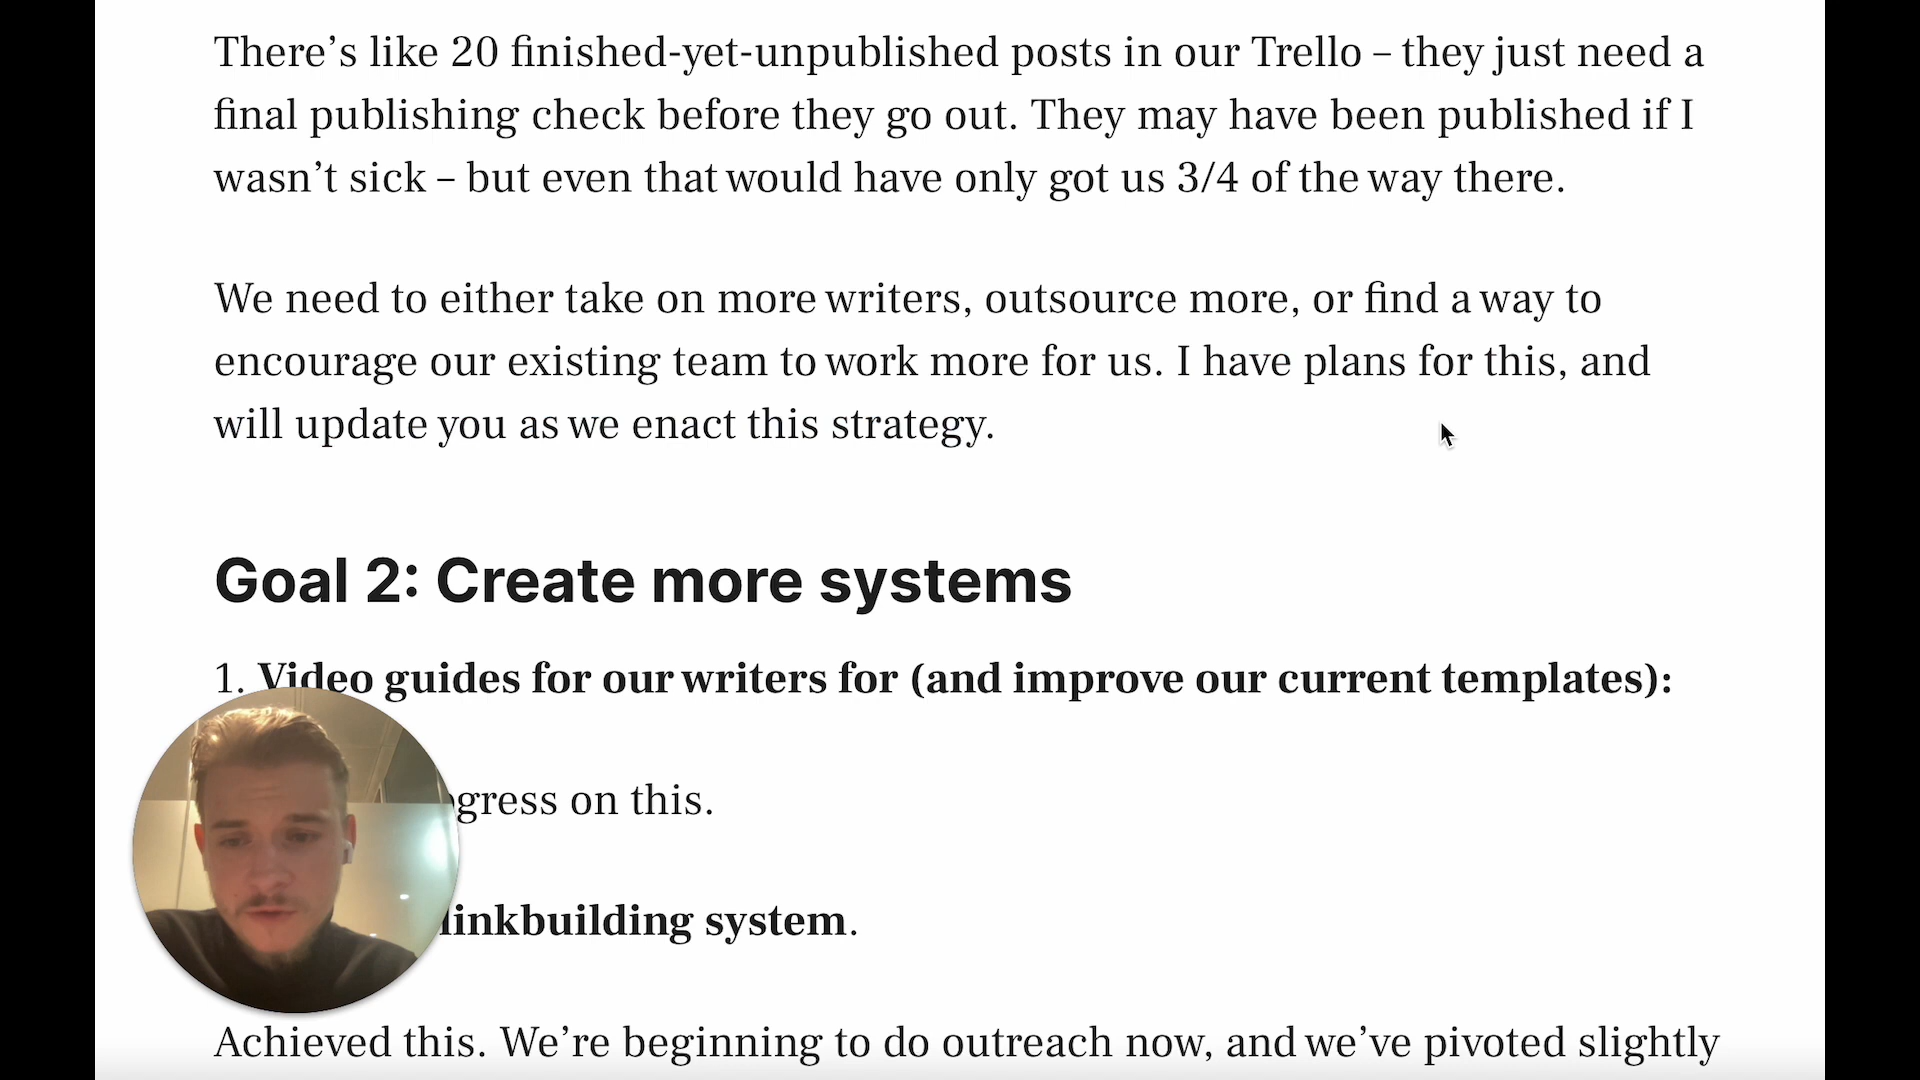 There’s like 20 finished-yet-unpublished posts in our Trello – they just need a
final publishing check before they go out. They may have been published if I
wasn’t sick – but even that would have only got us 3/4 of the way there.
We need to either take on more writers, outsource more, or find a way to
encourage our existing team to work more for us. I have plans for this, and
will update you as we enact this strategy.
Goal 2: Create more systems
1. Video guides for our writers for (and improve our current templates):
on this.
linkbuilding system.
Achieved this. We’re beginning to do outreach now, and we’ve pivoted slightly